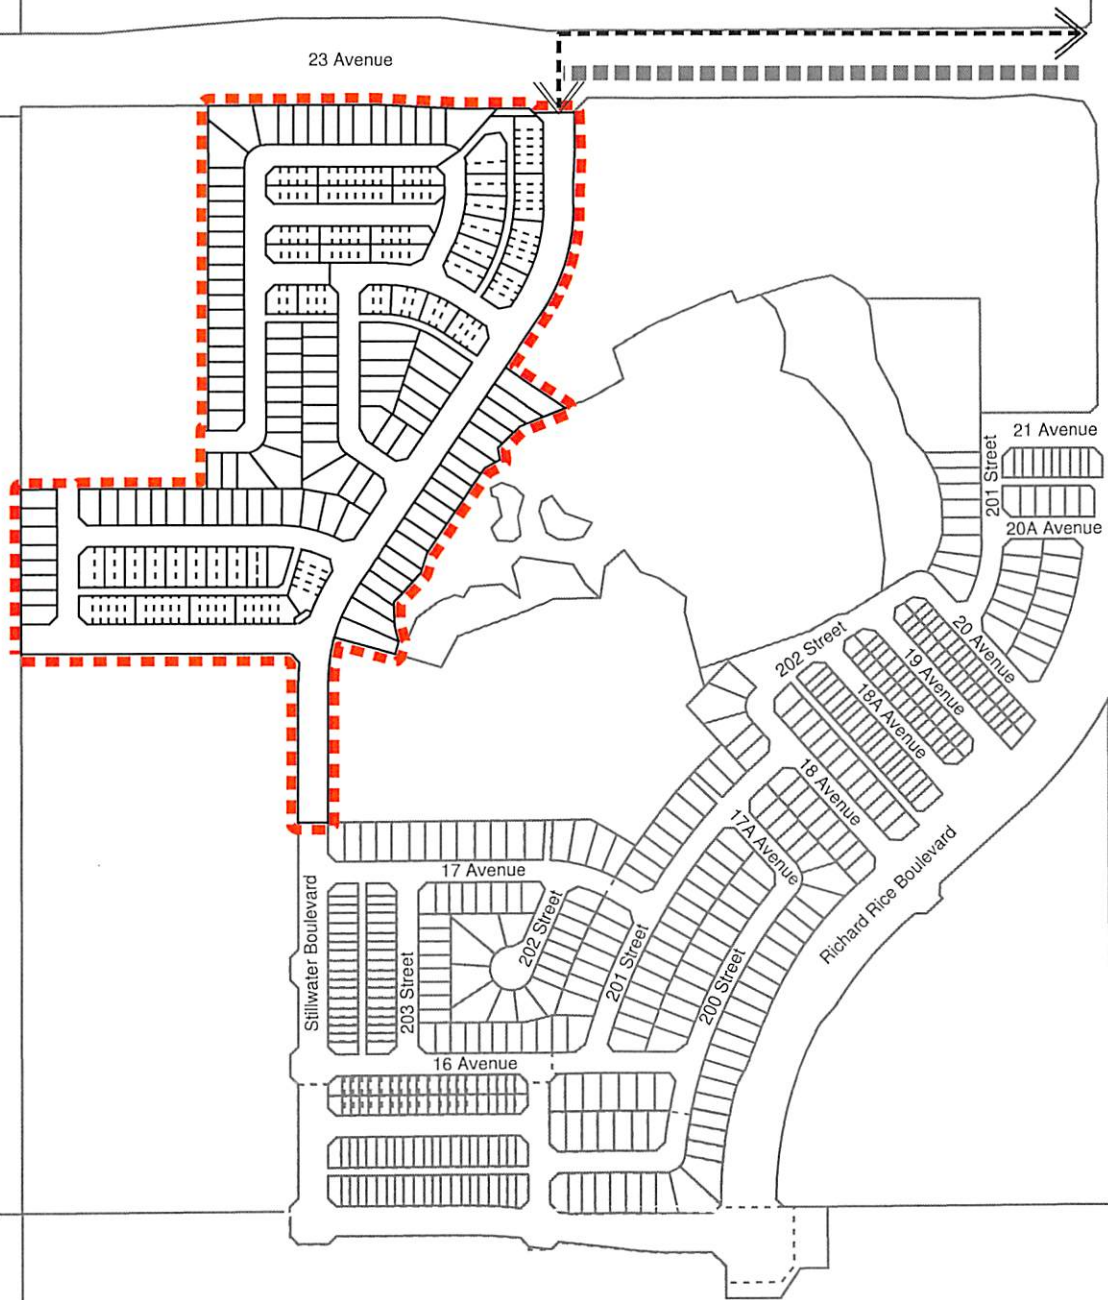 23 Avenue
21 Avenue
201 Street
20A Avenue
20 Avenue
202 Street
19 Avenue
18A Avenue
18 Avenue
17A Avenue
Richard Rice Boulevard
17 Avenue
Stillwater Boulevard
203 Street
202 Street
201 Street
200 Street
16 Avenue